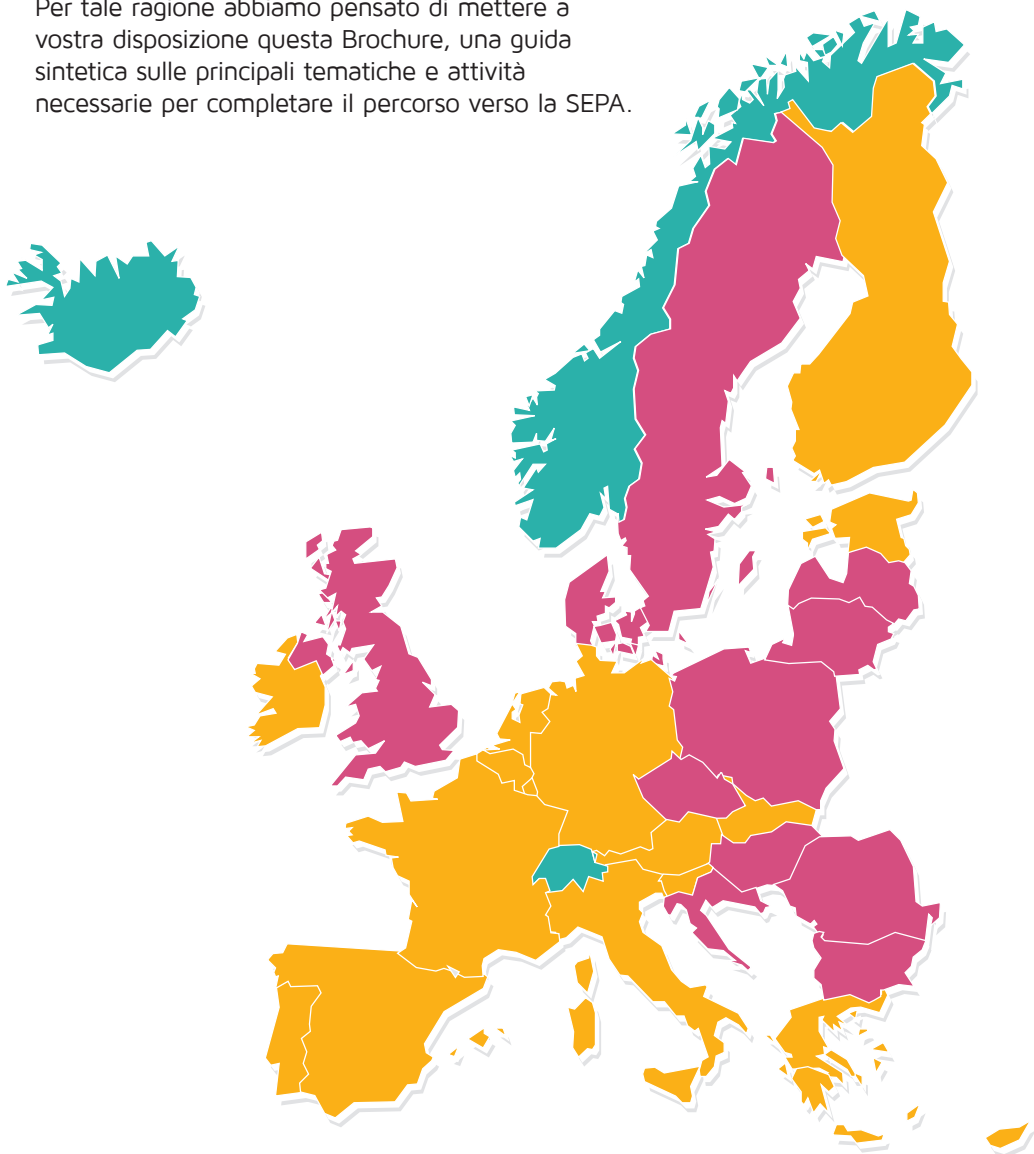 Per tale ragione abbiamo pensato di mettere a
vostra disposizione questa Brochure, una guida
sintetica sulle principali tematiche e attività
necessarie per completare il percorso verso la SEPA.